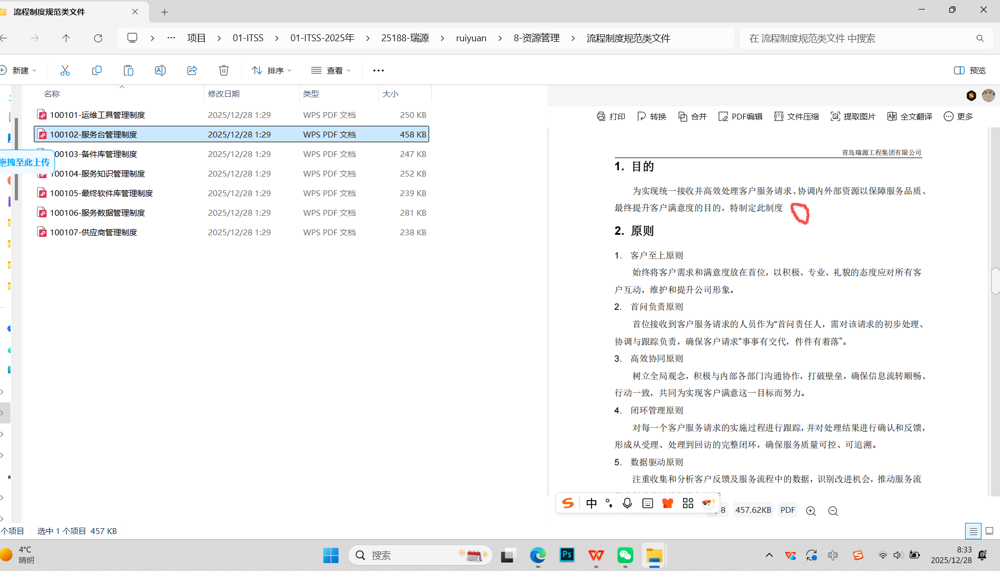 流程制度规范类文件
项目 01-ITSS 01-ITSS-2025年 25188-瑞源 ruiyuan 8-资源管理 流程制度规范类文件
在 流程制度规范类文件 中搜索
新建 排序 查看 预览
名称 修改日期 类型 大小
100101-运维工具管理制度 2025/12/28 1:29 WPS PDF 文档 250 KB
100102-服务台管理制度 2025/12/28 1:29 WPS PDF 文档 458 KB
00103-备件库管理制度 2025/12/28 1:29 WPS PDF 文档 247 KB
拖拽至此上传
100104-服务知识管理制度 2025/12/28 1:29 WPS PDF 文档 252 KB
100105-最终软件库管理制度 2025/12/28 1:29 WPS PDF 文档 239 KB
100106-服务数据管理制度 2025/12/28 1:29 WPS PDF 文档 281 KB
100107-供应商管理制度 2025/12/28 1:29 WPS PDF 文档 238 KB
打印 转换 合并 PDF编辑 文件压缩 提取图片 全文翻译 更多
青岛瑞源工程集团有限公司
1. 目的
为实现统一接收并高效处理客户服务请求、协调内外部资源以保障服务品质、
最终提升客户满意度的目的，特制定此制度
2. 原则
1. 客户至上原则
始终将客户需求和满意度放在首位，以积极、专业、礼貌的态度应对所有客
户互动，维护和提升公司形象。
2. 首问负责原则
首位接收到客户服务请求的人员作为“首问责任人，需对该请求的初步处理、
协调与跟踪负责，确保客户请求“事事有交代，件件有着落”。
3. 高效协同原则
树立全局观念，积极与内部各部门沟通协作，打破壁垒，确保信息流转顺畅、
行动一致，共同为实现客户满意这一目标而努力。
4. 闭环管理原则
对每一个客户服务请求的实施过程进行跟踪，并对处理结果进行确认和反馈，
形成从受理、处理到回访的完整闭环，确保服务质量可控、可追溯。
5. 数据驱动原则
注重收集和分析客户反馈及服务流程中的数据，识别改进机会，推动服务流
中
/8 457.62KB PDF
个项目 选中 1 个项目 457 KB
4°C
晴朗
搜索
Ps
中
8:33
2025/12/28